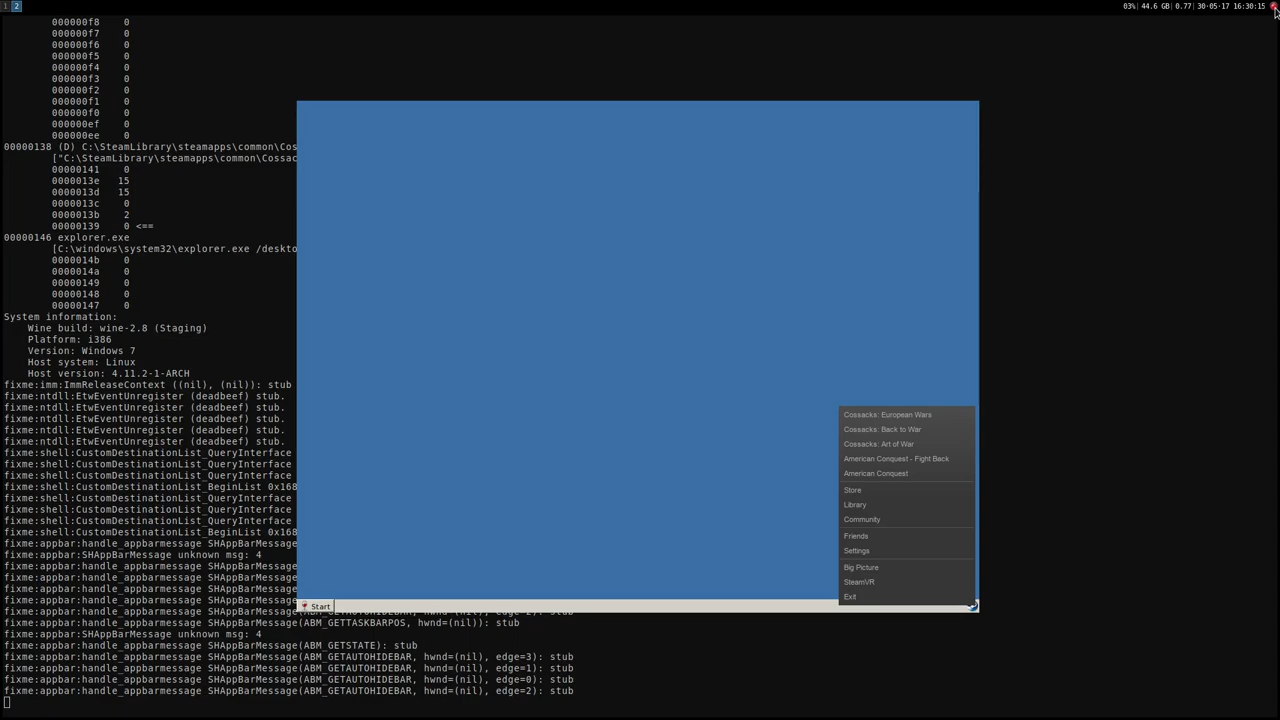 1 2
03%| 44.6 GB| 0.77| 30-05-17 16:30:15
000000f8 0
000000f7 0
000000f6 0
000000f5 0
000000f4 0
000000f3 0
000000f2 0
000000f1 0
000000f0 0
000000ef 0
000000ee 0
00000138 (D) C:\SteamLibrary\steamapps\common\Cos
["C:\SteamLibrary\steamapps\common\Cossac
00000141 0
0000013e 15
0000013d 15
0000013c 0
0000013b 2
00000139 0 <==
00000146 explorer.exe
[C:\windows\system32\explorer.exe /deskto
0000014b 0
0000014a 0
00000149 0
00000148 0
00000147 0
System information:
Wine build: wine-2.8 (Staging)
Platform: i386
Version: Windows 7
Host system: Linux
Host version: 4.11.2-1-ARCH
fixme:imm:ImmReleaseContext ((nil), (nil)): stub
fixme:ntdll:EtwEventUnregister (deadbeef) stub.
fixme:ntdll:EtwEventUnregister (deadbeef) stub.
fixme:ntdll:EtwEventUnregister (deadbeef) stub.
fixme:ntdll:EtwEventUnregister (deadbeef) stub.
fixme:ntdll:EtwEventUnregister (deadbeef) stub.
fixme:shell:CustomDestinationList_QueryInterface
fixme:shell:CustomDestinationList_QueryInterface
fixme:shell:CustomDestinationList_QueryInterface
fixme:shell:CustomDestinationList_BeginList 0x168
fixme:shell:CustomDestinationList_QueryInterface
fixme:shell:CustomDestinationList_QueryInterface
fixme:shell:CustomDestinationList_QueryInterface
fixme:shell:CustomDestinationList_BeginList 0x168
fixme:appbar:handle_appbarmessage SHAppBarMessage
fixme:appbar:SHAppBarMessage unknown msg: 4
fixme:appbar:handle_appbarmessage SHAppBarMessage
fixme:appbar:handle_appbarmessage SHAppBarMessage
fixme:appbar:handle_appbarmessage SHAppBarMessage
fixme:appbar:handle_appbarmessage SHAppBarMessage
fixme:appbar:handle_appbarmessage SHAppBarMessage(ABM_GETAUTOHIDEBAR, hwnd=(nil), edge=2): stub
fixme:appbar:handle_appbarmessage SHAppBarMessage(ABM_GETTASKBARPOS, hwnd=(nil)): stub
fixme:appbar:SHAppBarMessage unknown msg: 4
fixme:appbar:handle_appbarmessage SHAppBarMessage(ABM_GETSTATE): stub
fixme:appbar:handle_appbarmessage SHAppBarMessage(ABM_GETAUTOHIDEBAR, hwnd=(nil), edge=3): stub
fixme:appbar:handle_appbarmessage SHAppBarMessage(ABM_GETAUTOHIDEBAR, hwnd=(nil), edge=1): stub
fixme:appbar:handle_appbarmessage SHAppBarMessage(ABM_GETAUTOHIDEBAR, hwnd=(nil), edge=0): stub
fixme:appbar:handle_appbarmessage SHAppBarMessage(ABM_GETAUTOHIDEBAR, hwnd=(nil), edge=2): stub
Cossacks: European Wars
Cossacks: Back to War
Cossacks: Art of War
American Conquest - Fight Back
American Conquest
Store
Library
Community
Friends
Settings
Big Picture
SteamVR
Exit
Start